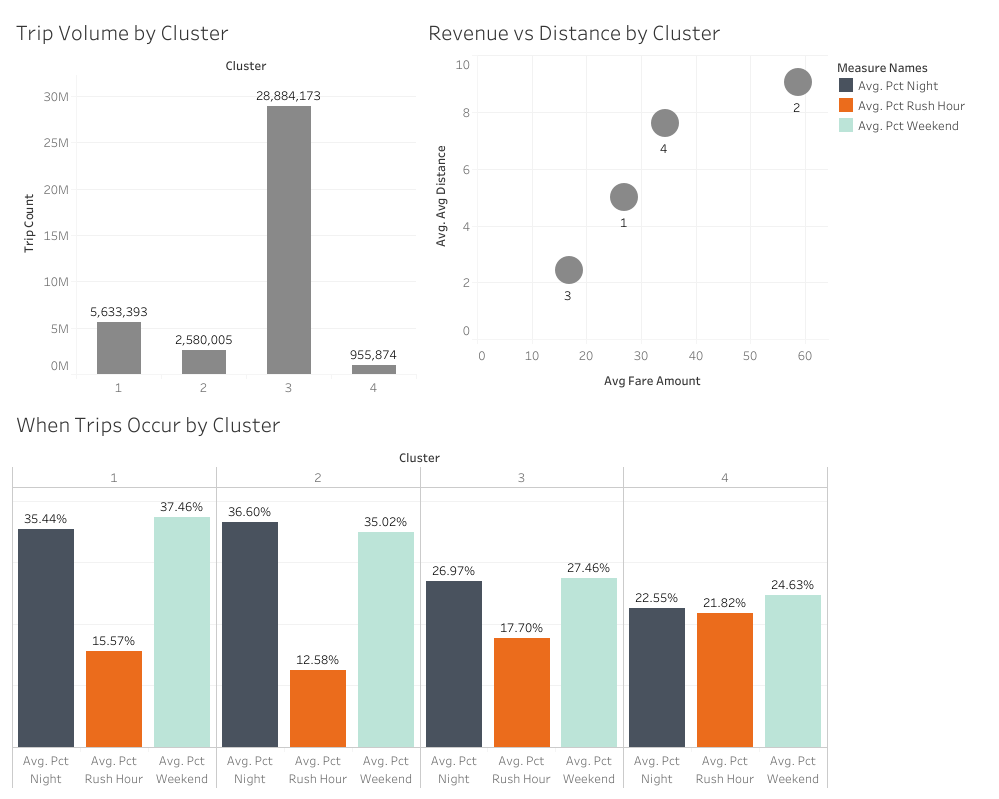 Trip Volume by Cluster
Cluster
30M
25M
20M
15M
10M
5M
0M
Trip Count
5,633,393
2,580,005
28,884,173
955,874
1
2
3
4
Revenue vs Distance by Cluster
10
8
6
4
2
0
Avg. Avg Distance
2
4
1
3
0
10
20
30
40
50
60
Avg Fare Amount
Measure Names
Avg. Pct Night
Avg. Pct Rush Hour
Avg. Pct Weekend
When Trips Occur by Cluster
Cluster
1
2
3
4
35.44%
15.57%
37.46%
36.60%
12.58%
35.02%
26.97%
17.70%
27.46%
22.55%
21.82%
24.63%
Avg. Pct
Night
Avg. Pct
Rush Hour
Avg. Pct
Weekend
Avg. Pct
Night
Avg. Pct
Rush Hour
Avg. Pct
Weekend
Avg. Pct
Night
Avg. Pct
Rush Hour
Avg. Pct
Weekend
Avg. Pct
Night
Avg. Pct
Rush Hour
Avg. Pct
Weekend